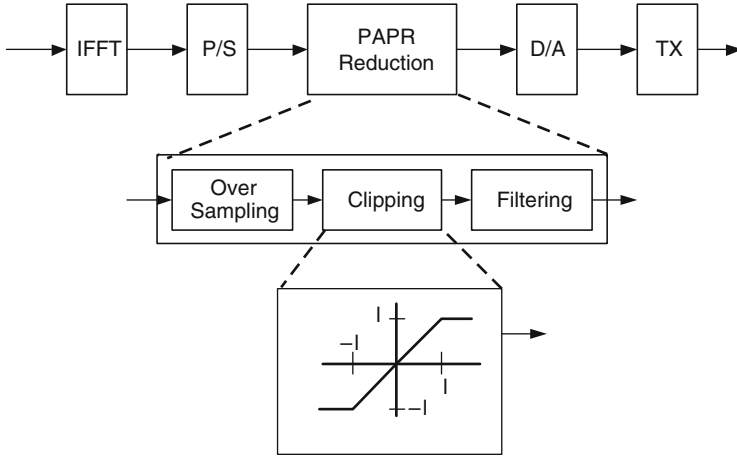 IFFT
P/S
PAPR
Reduction
D/A
TX
Over
Sampling
Clipping
Filtering
l
–l
l
–l